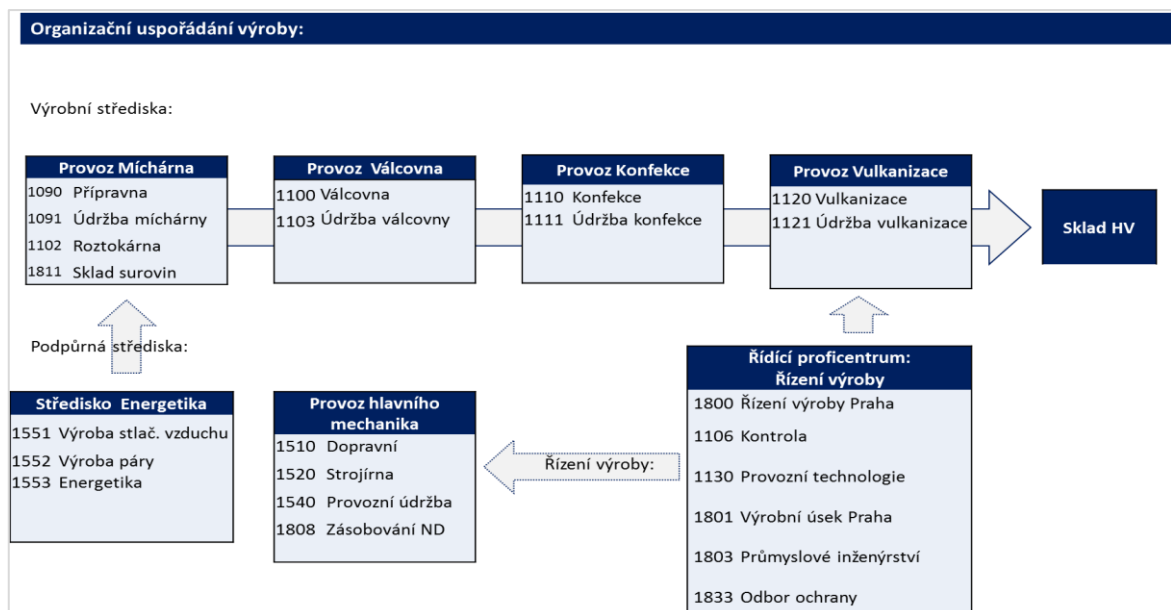 Organizační uspořádání výroby:
Výrobní střediska:
Provoz Míchárna
1090 Přípravna
1091 Údržba míchárny
1102 Roztokárna
1811 Sklad surovin
Provoz Válcovna
1100 Válcovna
1103 Údržba válcovny
Provoz Konfekce
1110 Konfekce
1111 Údržba konfekce
Provoz Vulkanizace
1120 Vulkanizace
1121 Údržba vulkanizace
Sklad HV
Podpůrná střediska:
Středisko Energetika
1551 Výroba stlač. vzduchu
1552 Výroba páry
1553 Energetika
Provoz hlavního
mechanika
1510 Dopravní
1520 Strojírna
1540 Provozní údržba
1808 Zásobování ND
Řízení výroby:
Řídící proficentrum:
Řízení výroby
1800 Řízení výroby Praha
1106 Kontrola
1130 Provozní technologie
1801 Výrobní úsek Praha
1803 Průmyslové inženýrství
1833 Odbor ochrany